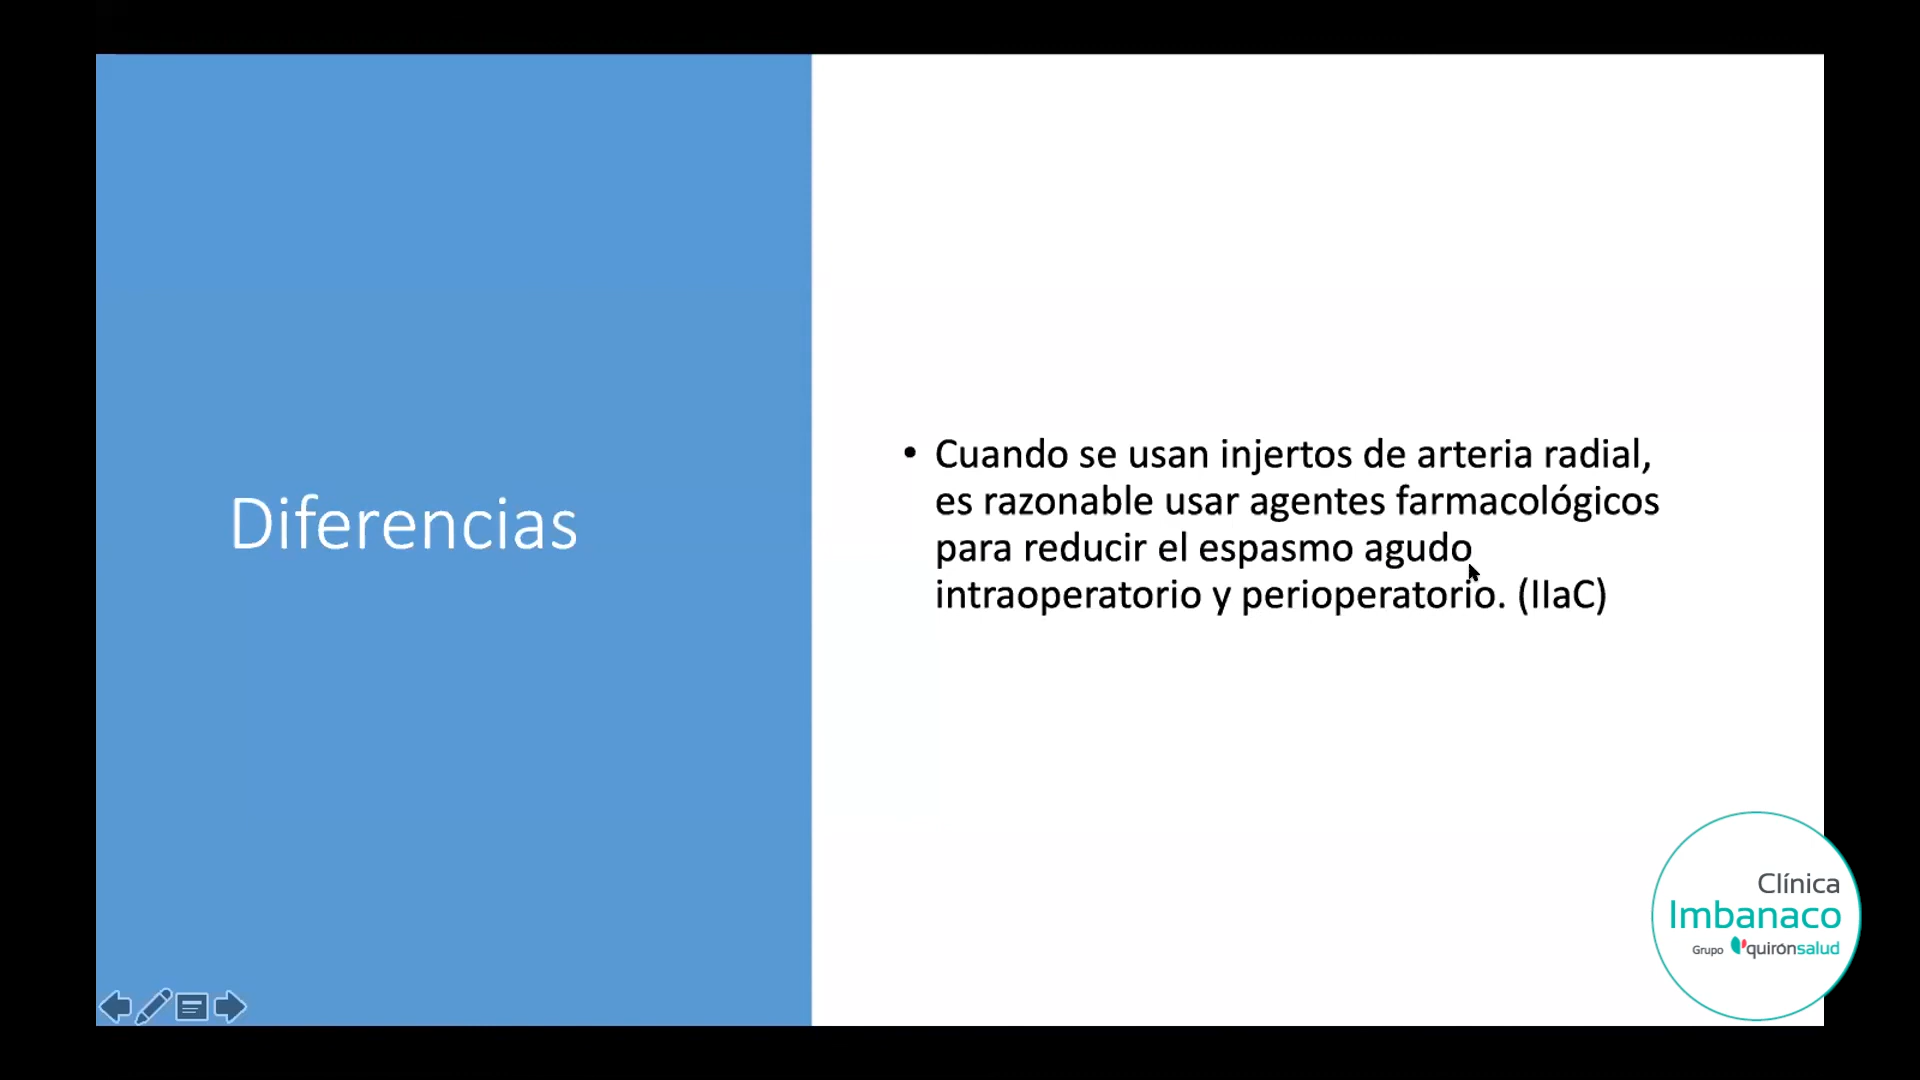 Diferencias
• Cuando se usan injertos de arteria radial,
es razonable usar agentes farmacológicos
para reducir el espasmo agudo
intraoperatorio y perioperatorio. (IIaC)
Clínica
Imbanaco
Grupo quirónsalud